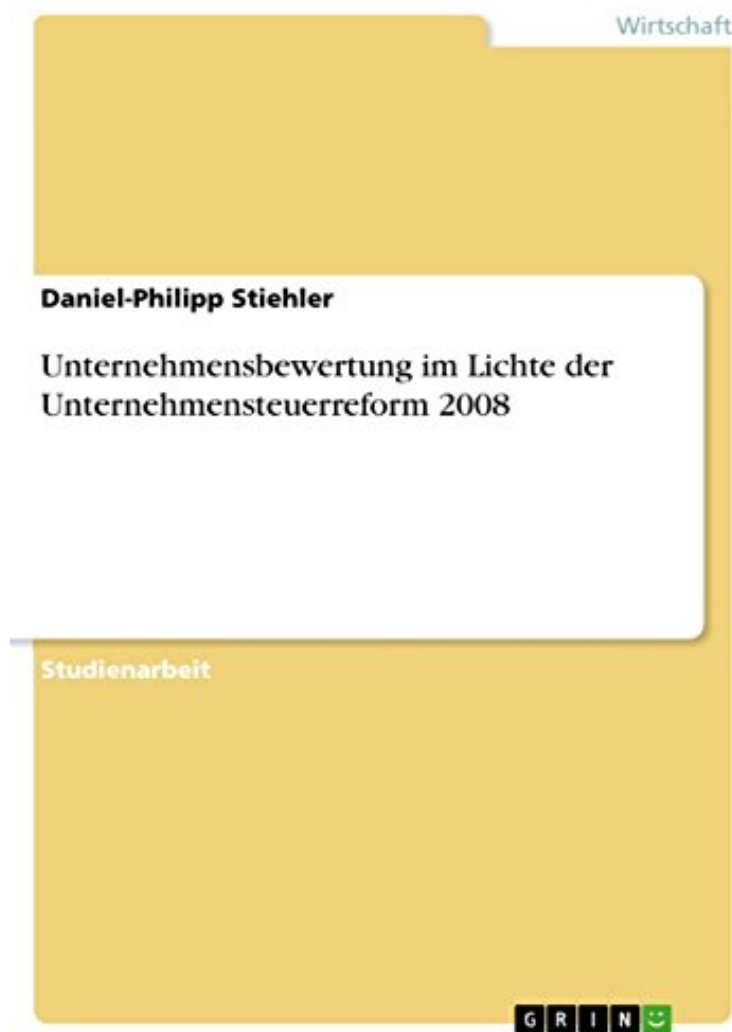 Wirtschaft
Daniel-Philipp Stiehler
Unternehmensbewertung im Lichte der
Unternehmensteuerreform 2008
Studienarbeit
GRIN